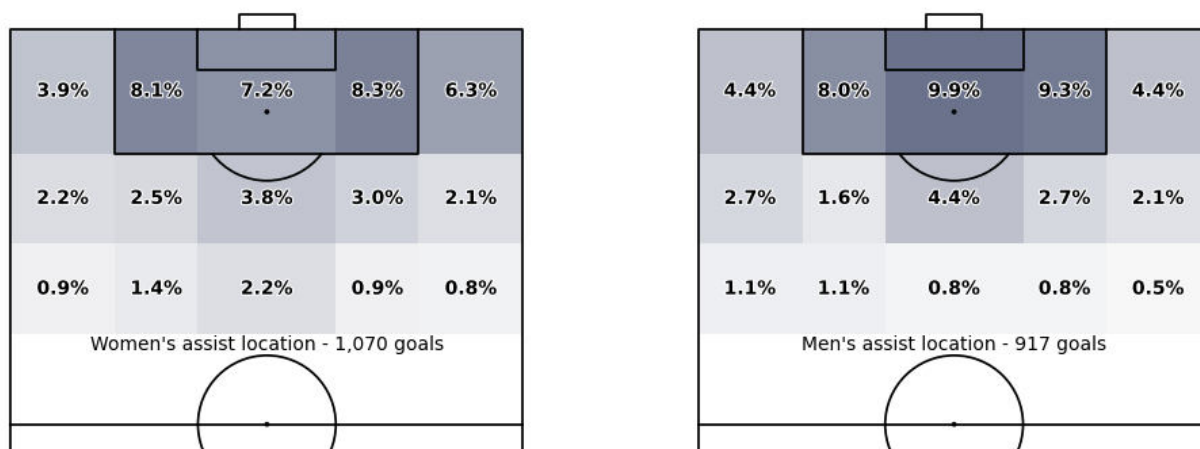 3.9% 8.1% 7.2% 8.3% 6.3%
2.2% 2.5% 3.8% 3.0% 2.1%
0.9% 1.4% 2.2% 0.9% 0.8%
Women's assist location - 1,070 goals
4.4% 8.0% 9.9% 9.3% 4.4%
2.7% 1.6% 4.4% 2.7% 2.1%
1.1% 1.1% 0.8% 0.8% 0.5%
Men's assist location - 917 goals